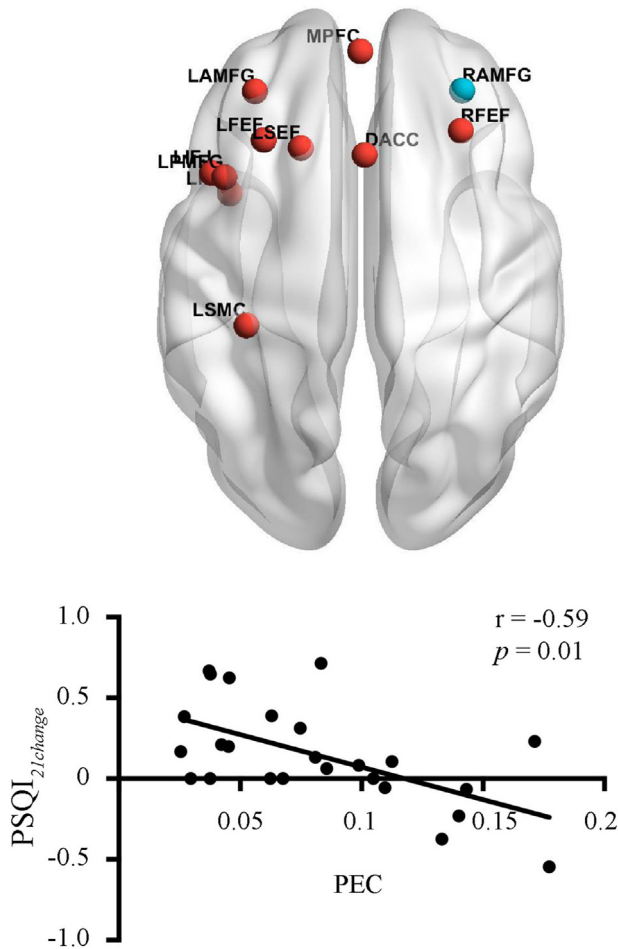 MPFC
LAMFG
RAMFG
RFEF
LFEF
LSEF
DACC
LPMFG
LSMC
1.0
r = -0.59
p = 0.01
0.5
0
0.05
0.1
0.15
0.2
-0.5
-1.0
PEC
PSQI21change